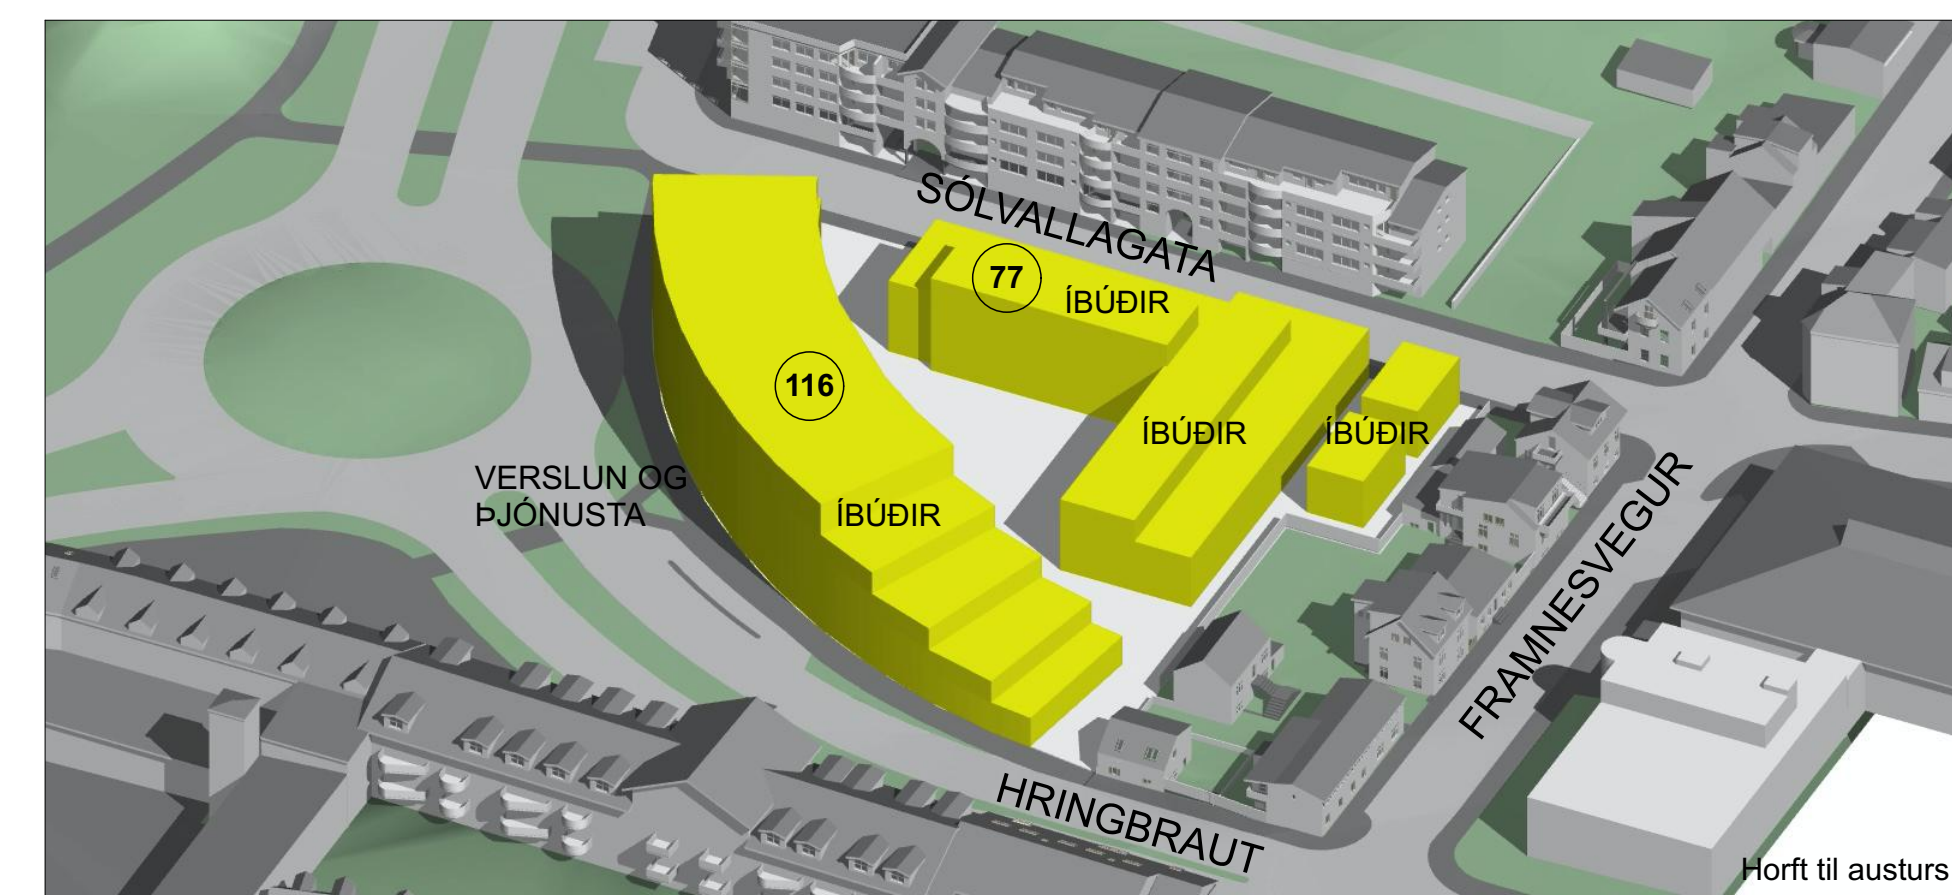 SÓLVALLAGATA
77
ÍBÚÐIR
116
ÍBÚÐIR
ÍBÚÐIR
VERSLUN OG
ÞJÓNUSTA
ÍBÚÐIR
FRAMNESVEGUR
HRINGBRAUT
Horft til austurs